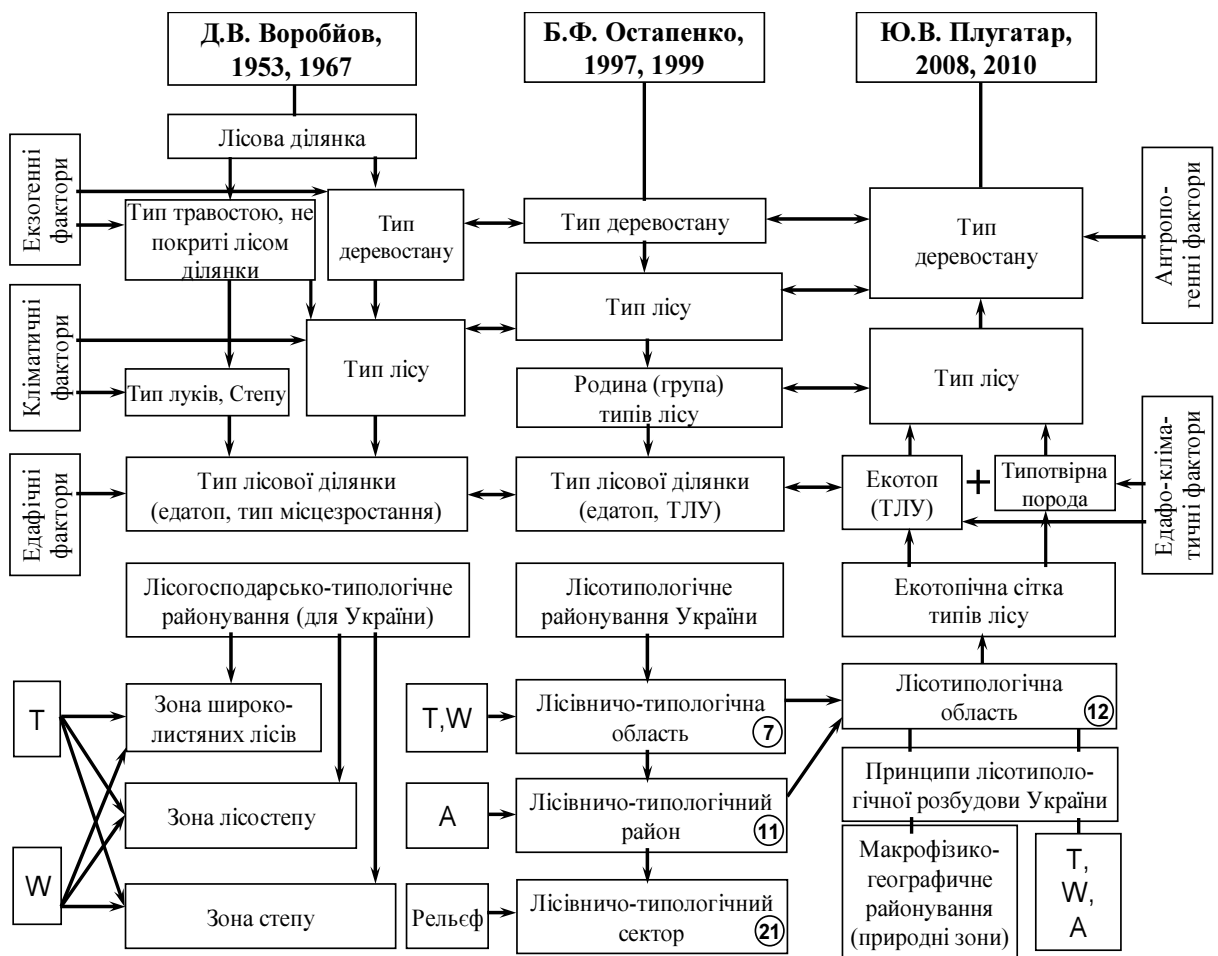 Д.В. Воробйов,
1953, 1967
Б.Ф. Остапенко,
1997, 1999
Ю.В. Плугатар,
2008, 2010
Лісова ділянка
Екзогенні
фактори
Тип травостою, не
покриті лісом
ділянки
Тип
деревостану
Тип деревостану
Тип
деревостану
Антропо-
генні фактори
Кліматичні
фактори
Тип лісу
Тип лісу
Тип лісу
Тип луків, Степу
Родина (група)
типів лісу
Едафічні
фактори
Тип лісової ділянки
(едатоп, тип місцезростання)
Тип лісової ділянки
(едатоп, ТЛУ)
Екотоп
(ТЛУ)
+
Типотвірна
порода
Едафо-кліма-
тичні фактори
Лісогосподарсько-типологічне
районування (для України)
Лісотипологічне
районування України
Екотопічна сітка
типів лісу
T
Зона широко-
листяних лісів
T,W
Лісівничо-типологічна
область
7
Лісотипологічна
область
12
Зона лісостепу
A
Лісівничо-типологічний
район
11
Принципи лісотиполо-
гічної розбудови України
W
Зона степу
Рельєф
Лісівничо-типологічний
сектор
21
Макрофізико-
географичне
районування
(природні зони)
T,
W,
A